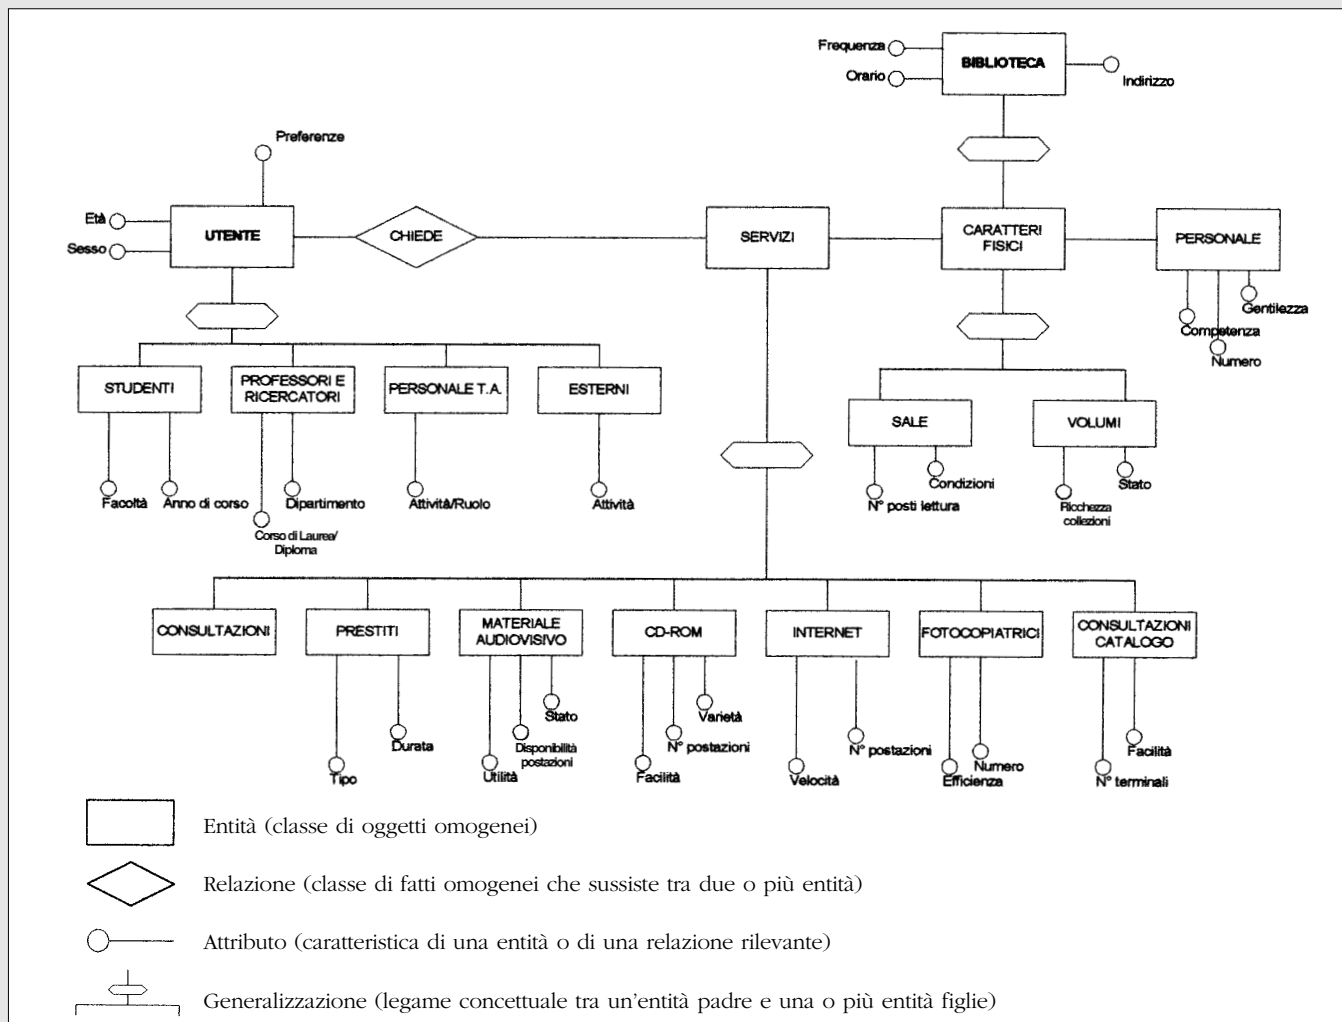 Frequenza
BIBLIOTECA
Orario
Indirizzo
Preferenze
Età
Sesso
UTENTE
CHIEDE
SERVIZI
CARATTERI
FISICI
PERSONALE
Gentilezza
Competenza
Numero
STUDENTI
PROFESSORI E
RICERCATORI
PERSONALE T.A.
ESTERNI
SALE
VOLUMI
Facoltà
Anno di corso
Corso di Laurea/
Diploma
Dipartimento
Attività/Ruolo
Attività
N° posti lettura
Condizioni
Ricchezza
collezioni
Stato
CONSULTAZIONI
PRESTITI
MATERIALE
AUDIOVISIVO
CD-ROM
INTERNET
FOTOCOPIATRICI
CONSULTAZIONI
CATALOGO
Tipo
Durata
Utilità
Disponibilità
postazioni
Stato
Facilità
N° postazioni
Varietà
Velocità
N° postazioni
Efficienza
Numero
N° terminali
Facilità
Entità (classe di oggetti omogenei)
Relazione (classe di fatti omogenei che sussiste tra due o più entità)
Attributo (caratteristica di una entità o di una relazione rilevante)
Generalizzazione (legame concettuale tra un'entità padre e una o più entità figlie)